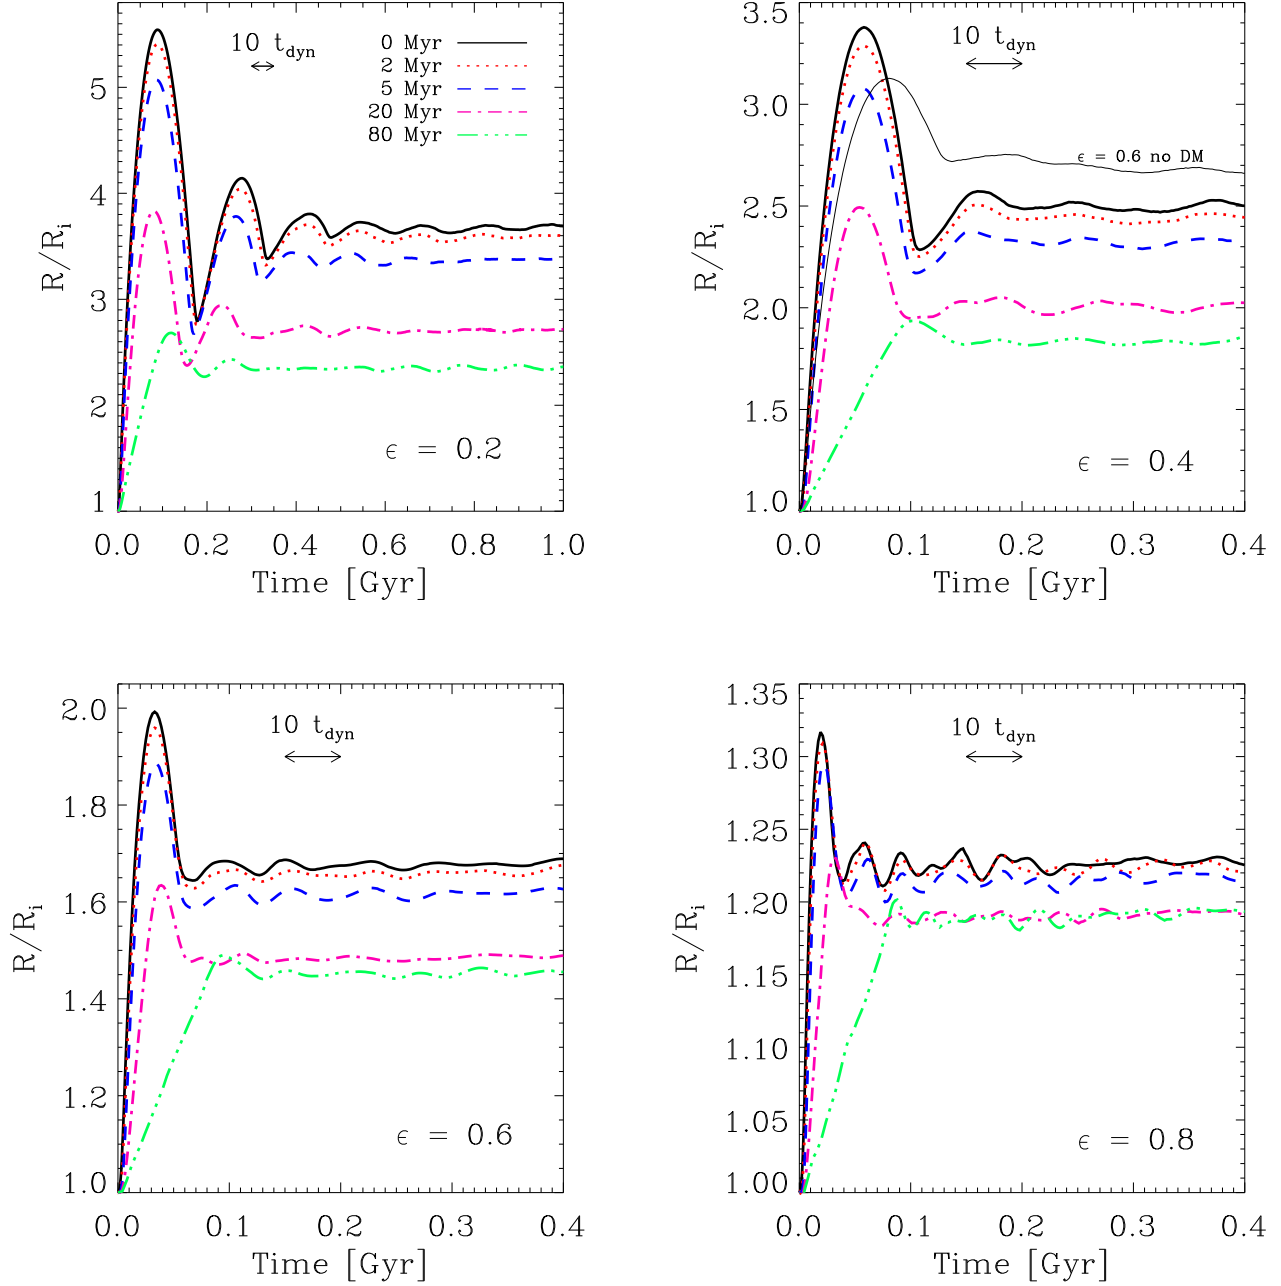 10 t_dyn
0 Myr
2 Myr
5 Myr
20 Myr
80 Myr
5
4
3
2
1
R/R_i
ϵ = 0.2
0.0 0.2 0.4 0.6 0.8 1.0
Time [Gyr]
3.5
3.0
2.5
2.0
1.5
1.0
R/R_i
10 t_dyn
ϵ = 0.6 no DM
ϵ = 0.4
0.0 0.1 0.2 0.3 0.4
Time [Gyr]
2.0
1.8
1.6
1.4
1.2
1.0
R/R_i
10 t_dyn
ϵ = 0.6
0.0 0.1 0.2 0.3 0.4
Time [Gyr]
1.35
1.30
1.25
1.20
1.15
1.10
1.05
1.00
R/R_i
10 t_dyn
ϵ = 0.8
0.0 0.1 0.2 0.3 0.4
Time [Gyr]